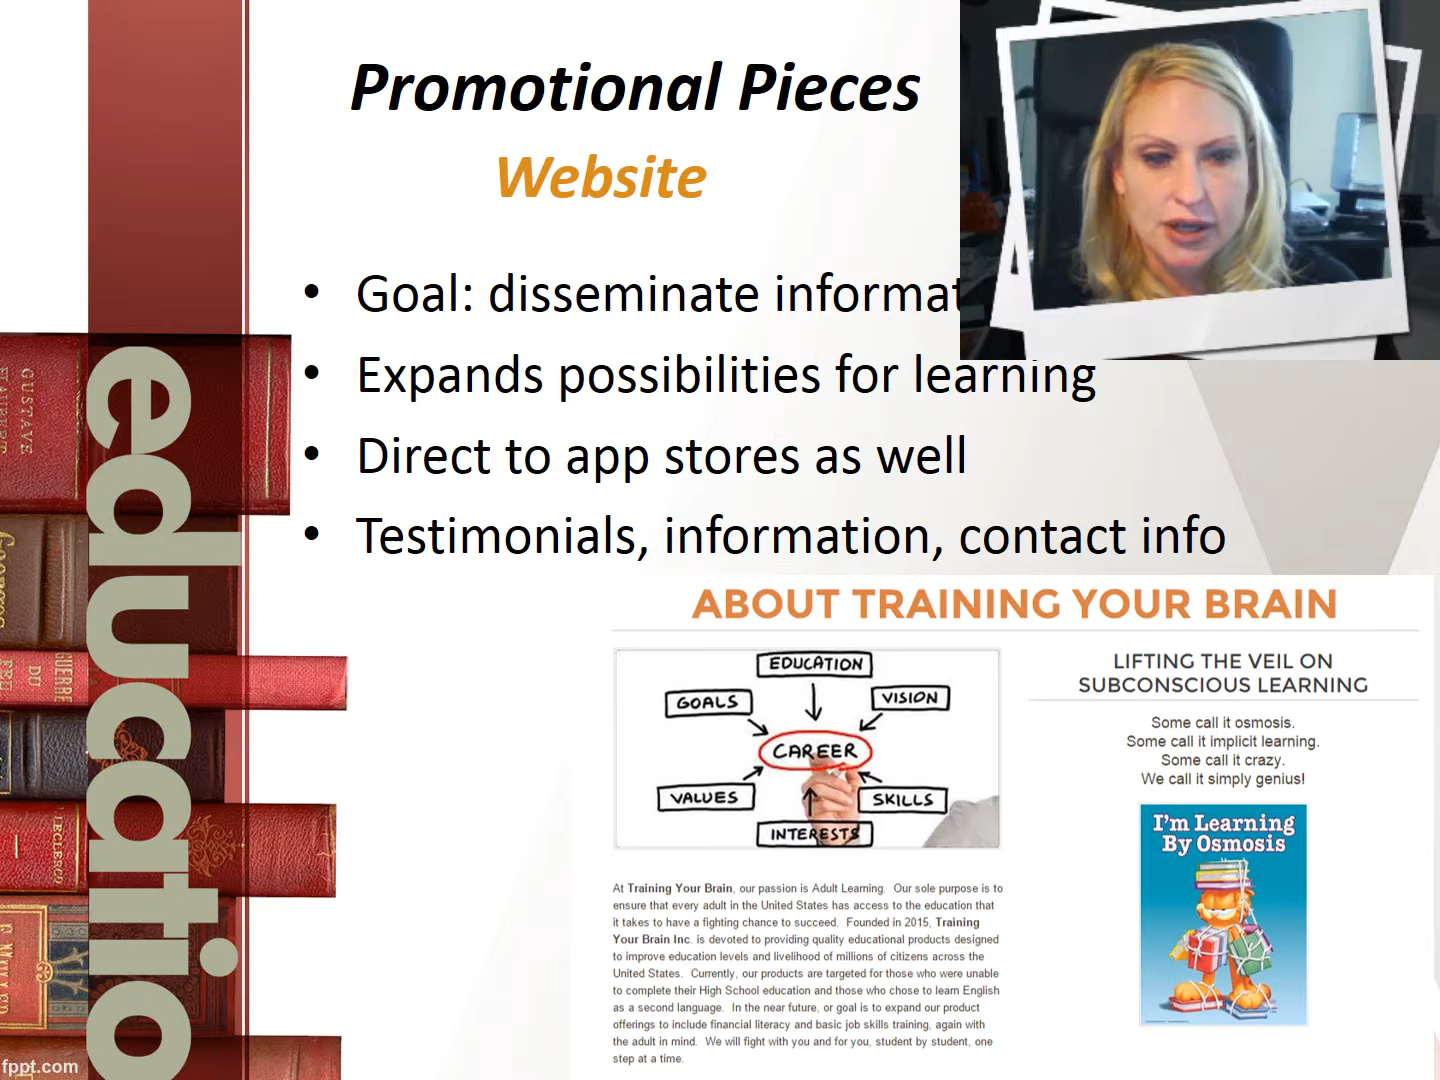 Promotional Pieces
Website
• Goal: disseminate informat
• Expands possibilities for learning
• Direct to app stores as well
• Testimonials, information, contact info
educatio
GUSTAVE
GUERRE
DU
FEU
J.LECLERC
ABOUT TRAINING YOUR BRAIN
EDUCATION
GOALS
VISION
CAREER
VALUES
SKILLS
INTERESTS
At Training Your Brain, our passion is Adult Learning. Our sole purpose is to
ensure that every adult in the United States has access to the education that
it takes to have a fighting chance to succeed. Founded in 2015, Training
Your Brain Inc. is devoted to providing quality educational products designed
to improve education levels and livelihood of millions of citizens across the
United States. Currently, our products are targeted for those who were unable
to complete their High School education and those who chose to learn English
as a second language. In the near future, or goal is to expand our product
offerings to include financial literacy and basic job skills training, again with
the adult in mind. We will fight with you and for you, student by student, one
step at a time.
LIFTING THE VEIL ON
SUBCONSCIOUS LEARNING
Some call it osmosis.
Some call it implicit learning.
Some call it crazy.
We call it simply genius!
I'm Learning
By Osmosis
fppt.com